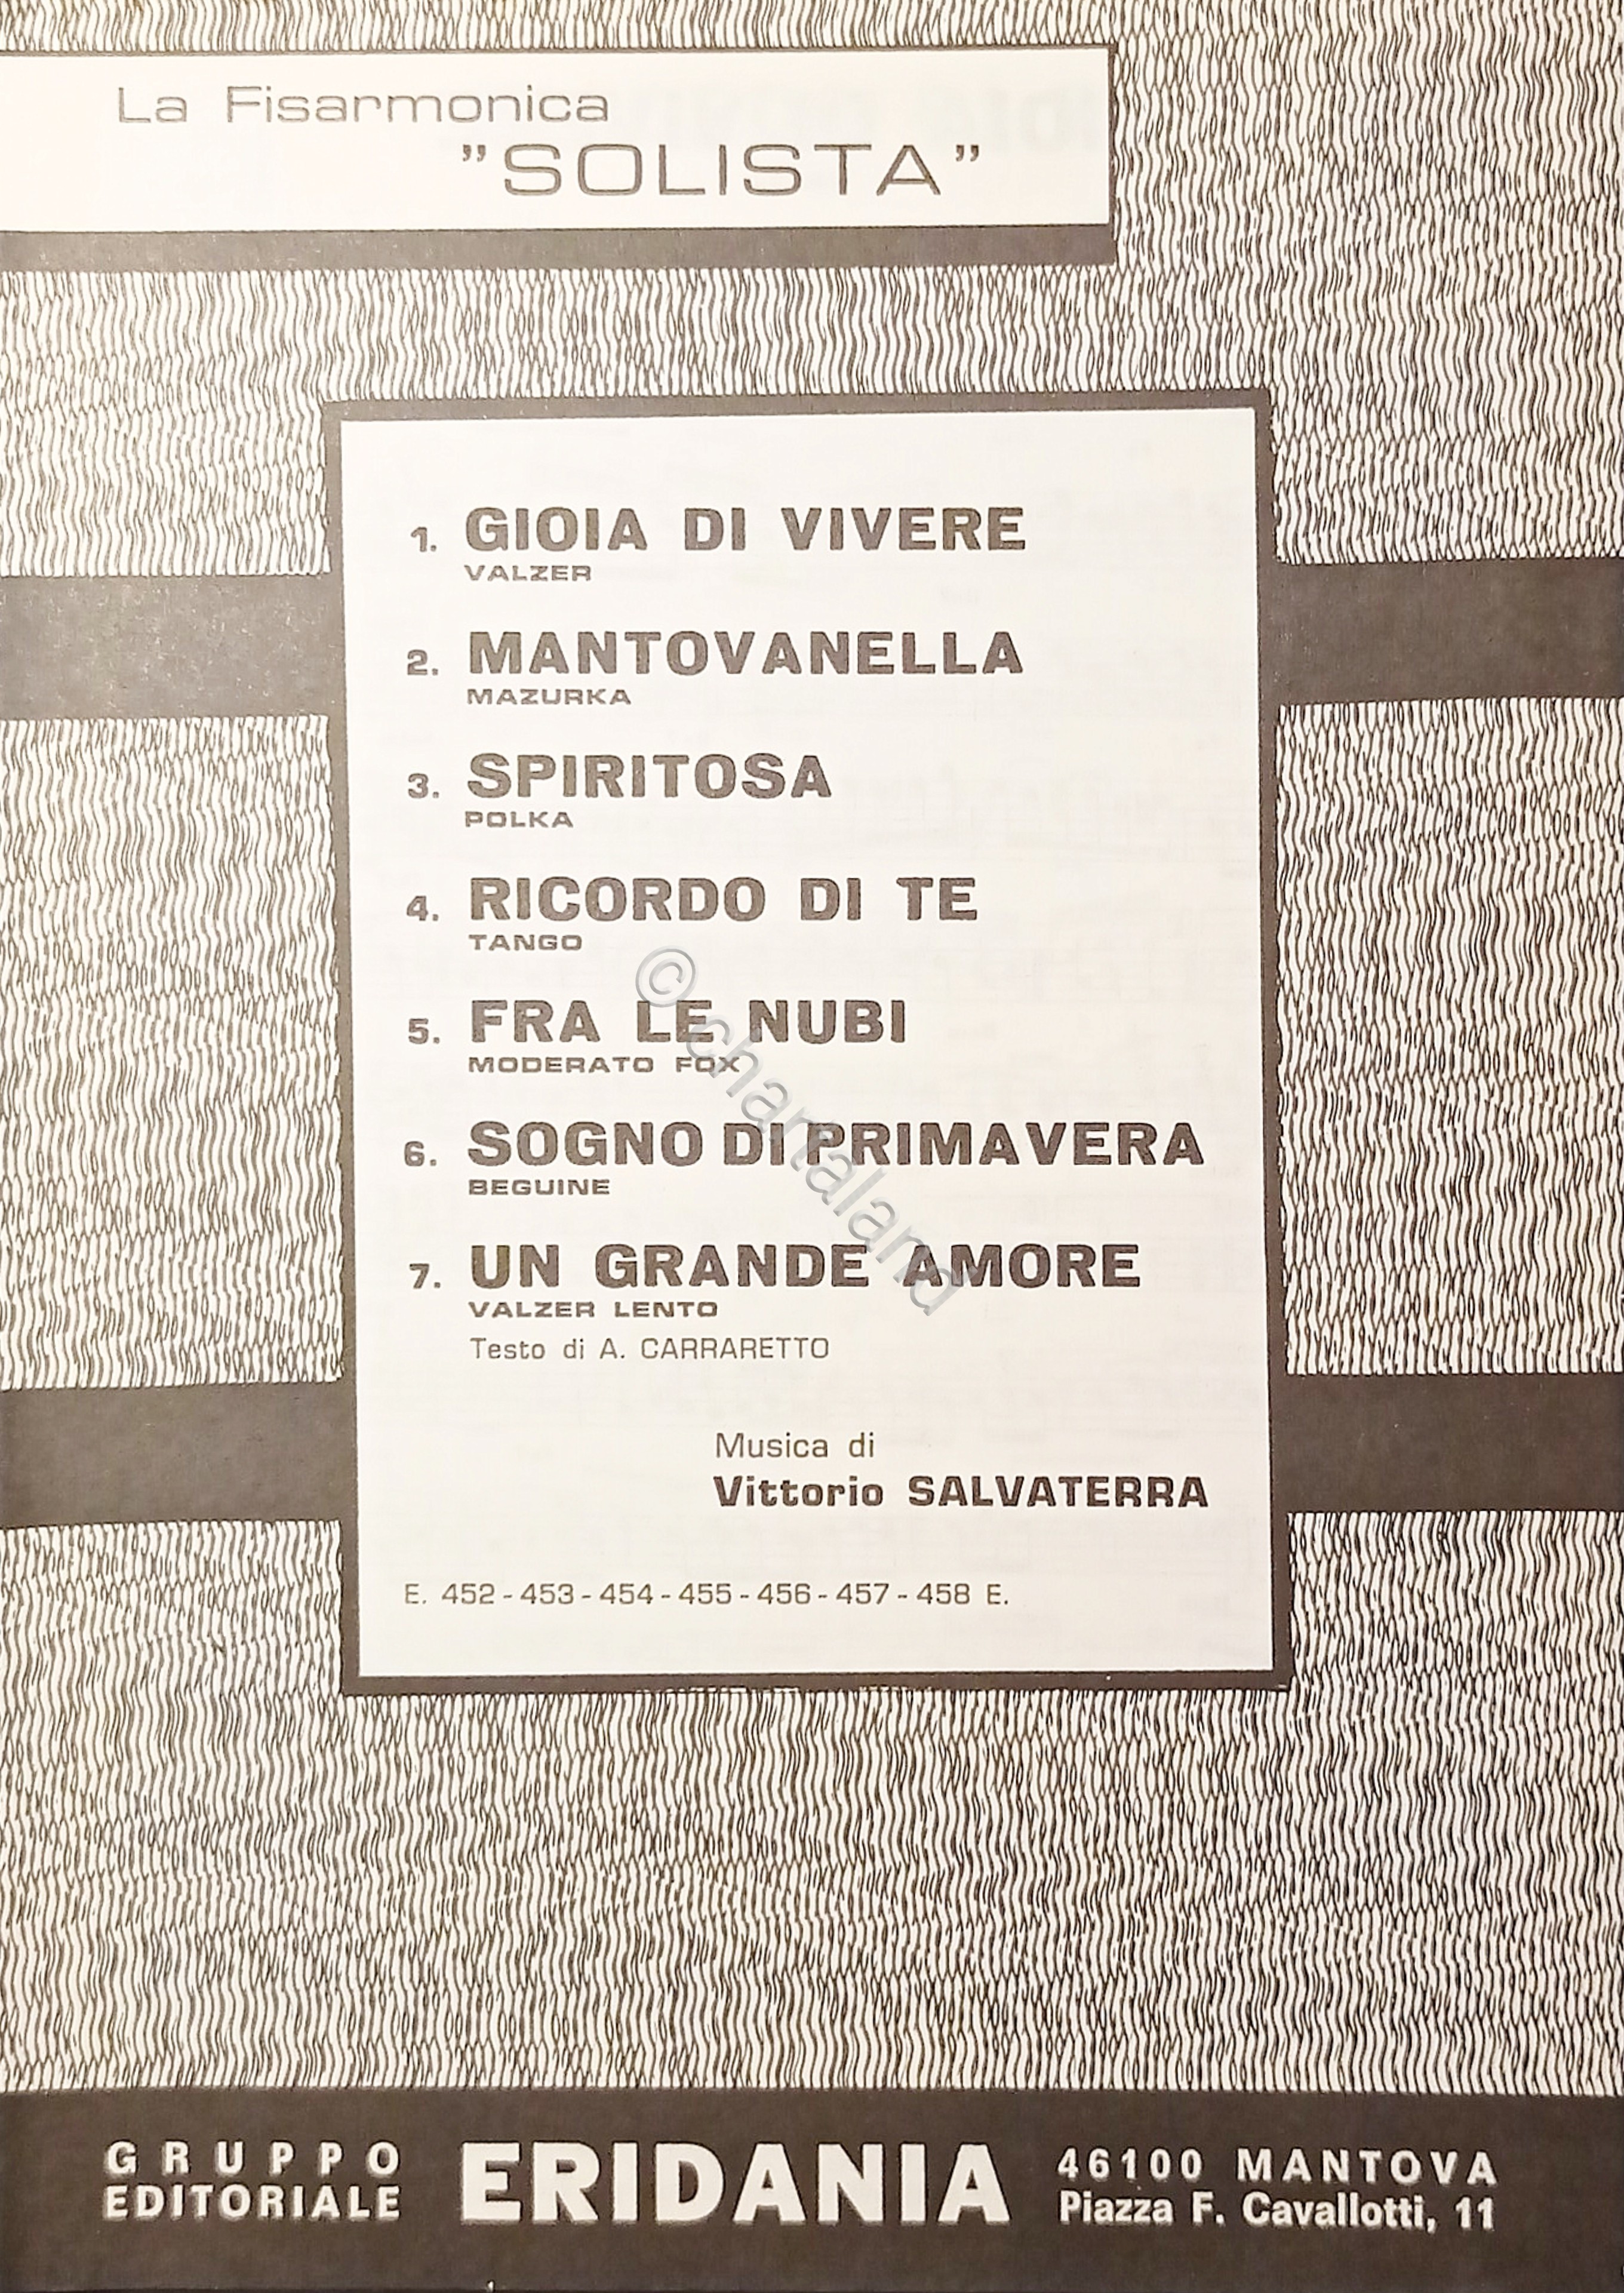 La Fisarmonica
”SOLISTA”
1. GIOIA DI VIVERE
VALZER
2. MANTOVANELLA
MAZURKA
3. SPIRITOSA
POLKA
4. RICORDO DI TE
TANGO
5. FRA LE NUBI
MODERATO FOX
6. SOGNO DI PRIMAVERA
BEGUINE
7. UN GRANDE AMORE
VALZER LENTO
Testo di A. CARRARETTO
Musica di
Vittorio SALVATERRA
E. 452 - 453 - 454 - 455 - 456 - 457 - 458 E.
© chartaland
GRUPPO
EDITORIALE
ERIDANIA
46100 MANTOVA
Piazza F. Cavallotti, 11